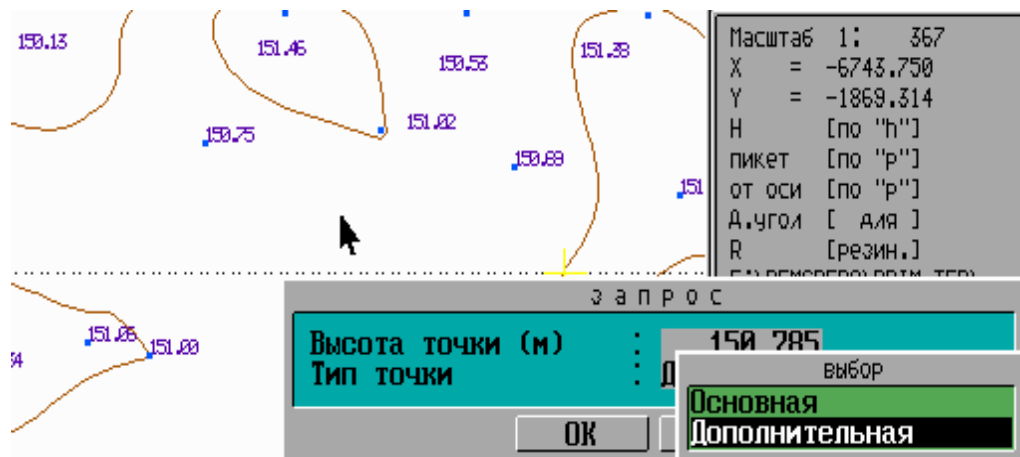 150.13
151.46
150.53
151.38
150.75
151.02
150.69
151
Масштаб 1: 367
X = -6743.750
Y = -1869.314
H [по "h"]
пикет [по "p"]
от оси [по "p"]
Д.угол [ для ]
R [резин.]
151.05
151.00
запрос
Высота точки (м) : 150.285
Тип точки :
выбор
Основная
Дополнительная
OK